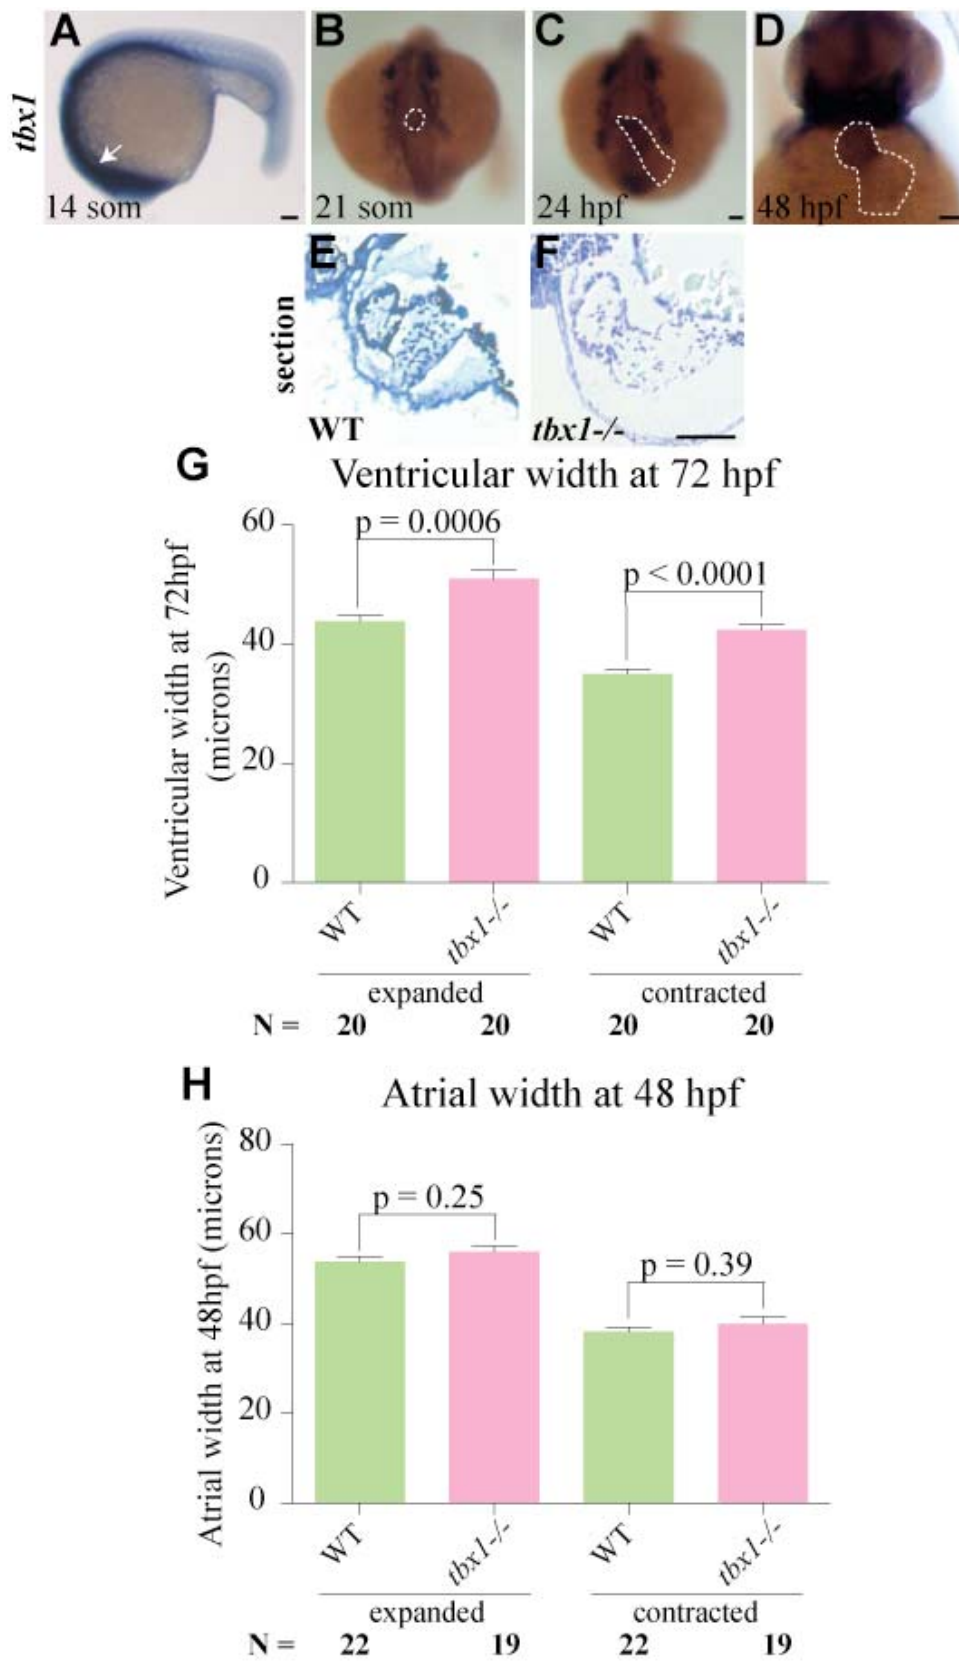 A
B
C
D
tbx1
14 som
21 som
24 hpf
48 hpf
E
F
section
WT
tbx1-/-
G
Ventricular width at 72 hpf
Ventricular width at 72hpf
(microns)
60
40
20
0
p = 0.0006
p < 0.0001
WT
tbx1-/-
WT
tbx1-/-
expanded
contracted
N = 20 20 20 20
H
Atrial width at 48 hpf
Atrial width at 48hpf (microns)
80
60
40
20
0
p = 0.25
p = 0.39
WT
tbx1-/-
WT
tbx1-/-
expanded
contracted
N = 22 19 22 19